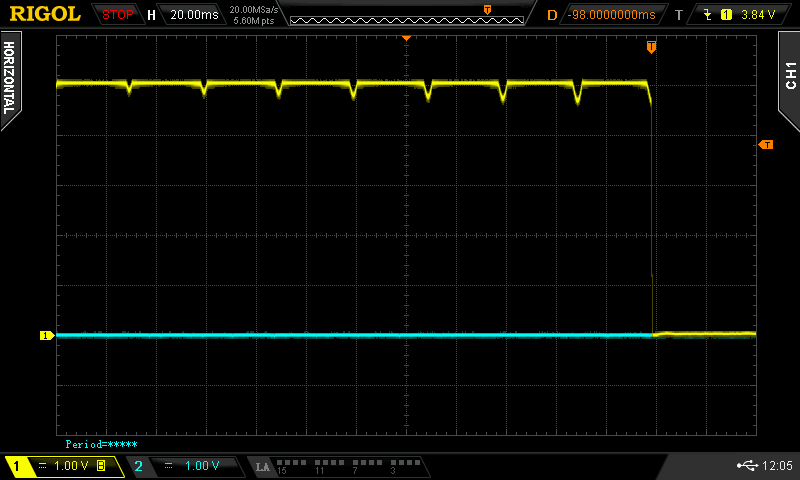 RIGOL STOP H 20.00ms 20.00MSa/s 5.60M pts T D -98.0000000ms T 1 3.84 V
HORIZONTAL
T
CH1
T
1
Period=*****
1 1.00 V B 2 1.00 V LA 15 11 7 3 12:05